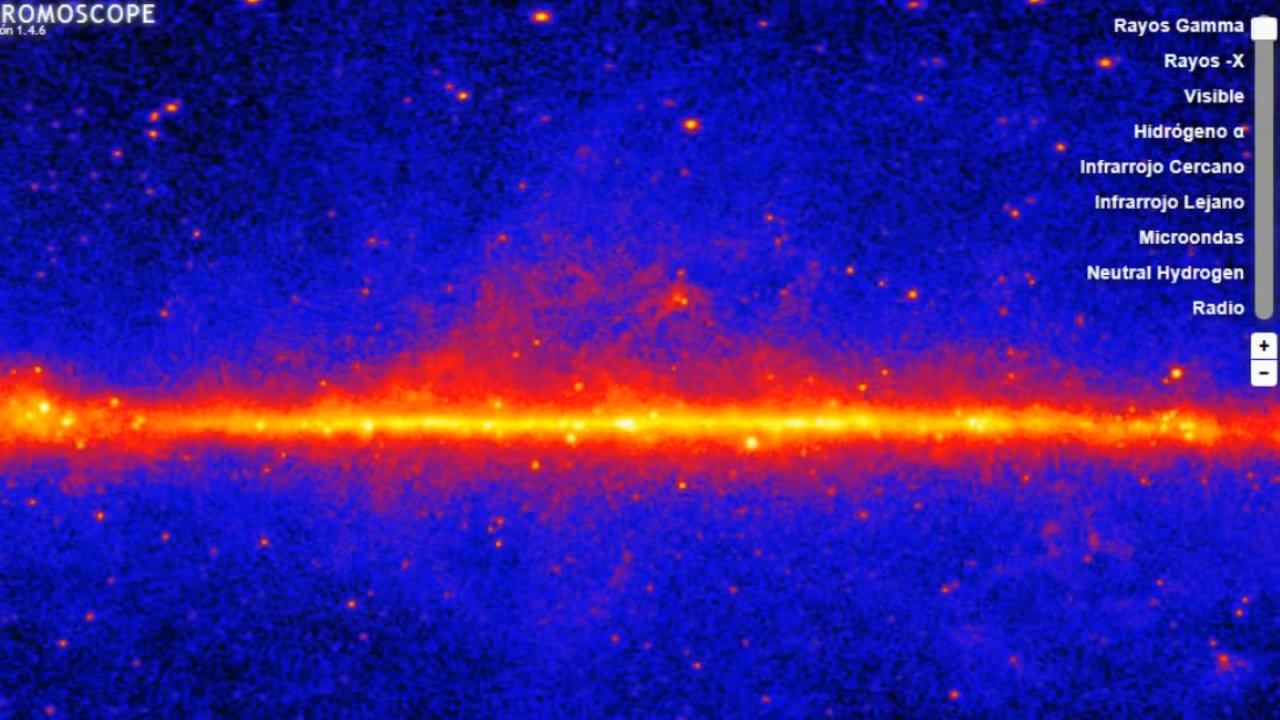 ROMOSCOPE
ón 1.4.6
Rayos Gamma
Rayos -X
Visible
Hidrógeno α
Infrarrojo Cercano
Infrarrojo Lejano
Microondas
Neutral Hydrogen
Radio
+
−